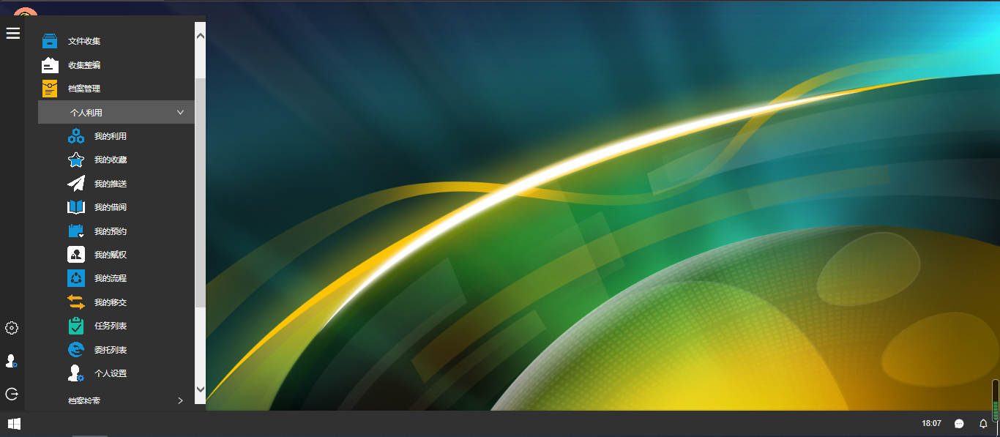 文件收集
收集整编
档案管理
个人利用
我的利用
我的收藏
我的推送
我的借阅
我的预约
我的赋权
我的流程
我的移交
任务列表
委托列表
个人设置
档案检索
18:07